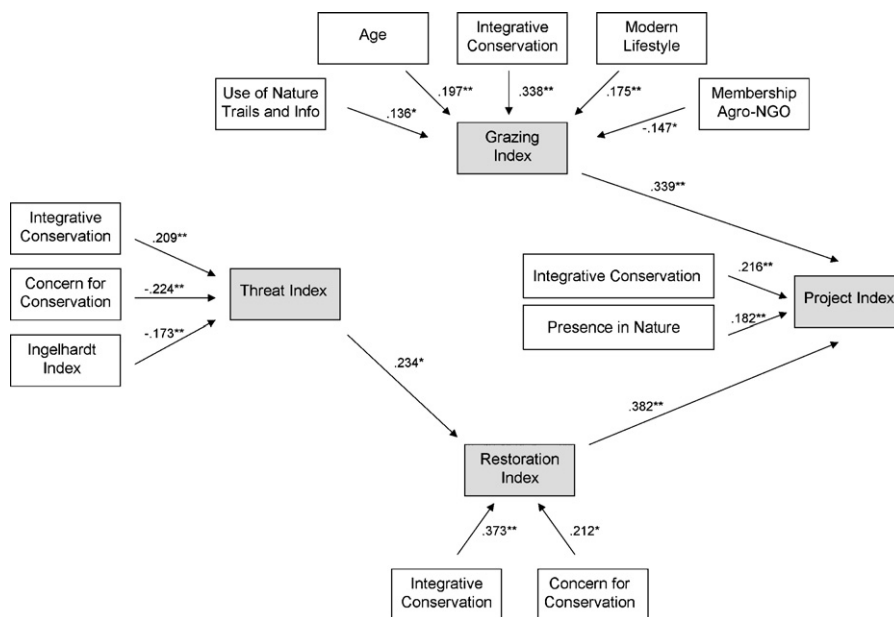 Age
Integrative
Conservation
Modern
Lifestyle
Use of Nature
Trails and Info
Membership
Agro-NGO
.136*
.197**
.338**
.175**
-.147*
Grazing
Index
.339**
Integrative
Conservation
Concern for
Conservation
Ingelhardt
Index
.209**
-.224**
-.173**
Threat Index
Integrative Conservation
Presence in Nature
.216**
.182**
Project Index
.234*
.382**
Restoration
Index
.373**
.212*
Integrative
Conservation
Concern for
Conservation